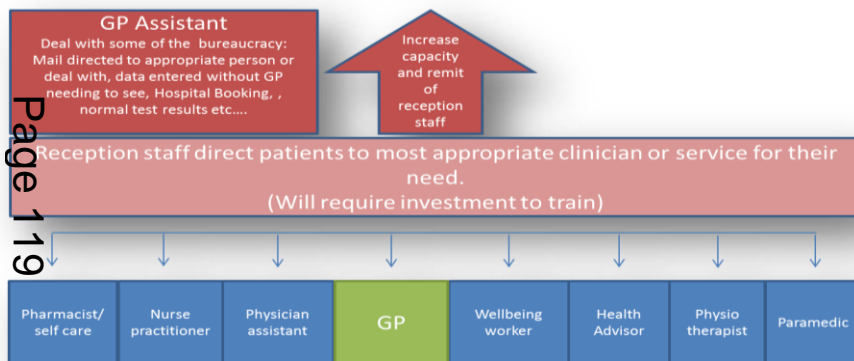 GP Assistant
Deal with some of the bureaucracy:
Mail directed to appropriate person or
deal with, data entered without GP
needing to see, Hospital Booking, ,
normal test results etc....
Increase
capacity
and remit
of
reception
staff
Page 119
Reception staff direct patients to most appropriate clinician or service for their
need.
(Will require investment to train)
Pharmacist/
self care
Nurse
practitioner
Physician
assistant
GP
Wellbeing
worker
Health
Advisor
Physio
therapist
Paramedic